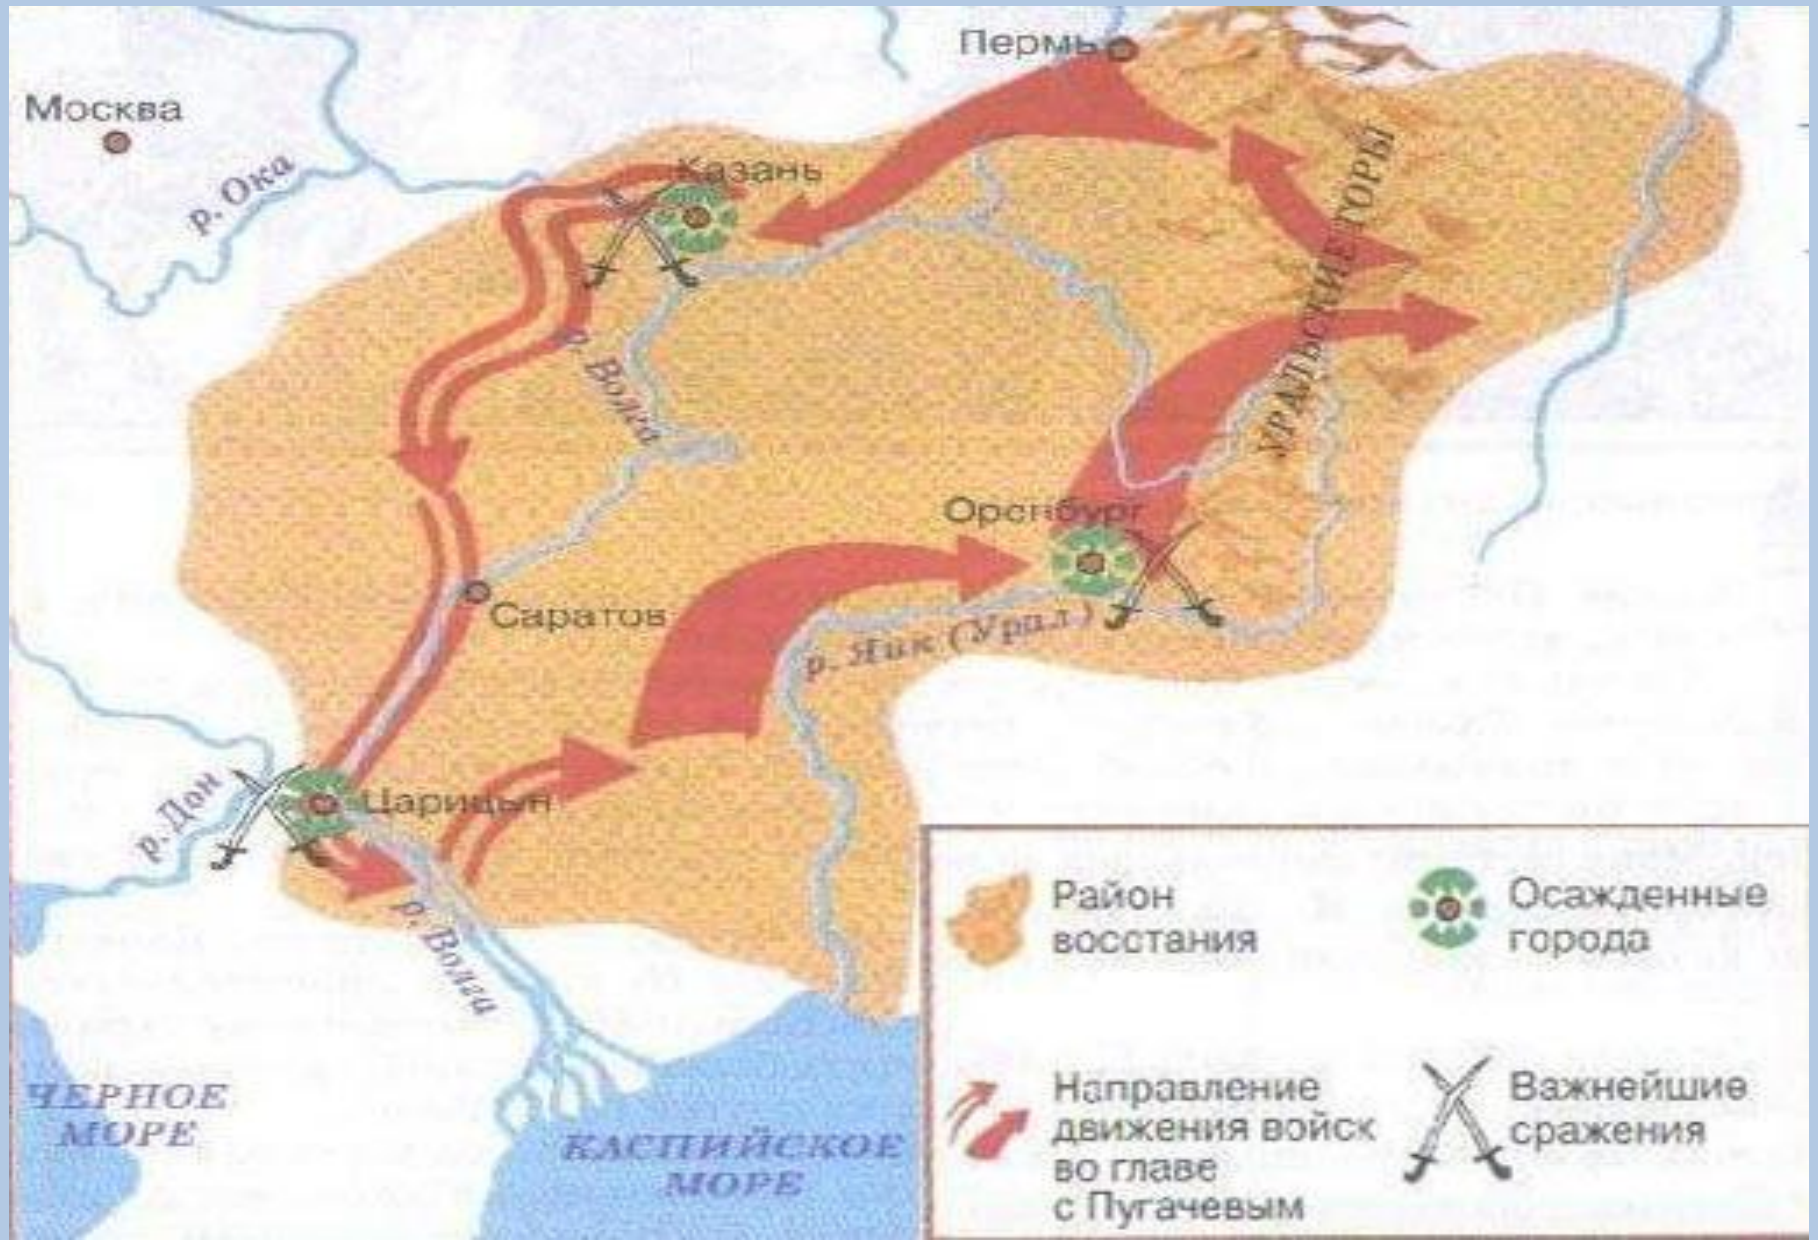 Пермь
Москва
р. Ока
Казань
УРАЛЬСКИЕ ГОРЫ
р. Волга
Оренбург
Саратов
р. Яик (Урал)
р. Дон
Царицын
р. Волга
ЧЕРНОЕ
МОРЕ
КАСПИЙСКОЕ
МОРЕ
Район
восстания
Осажденные
города
Направление
движения войск
во главе
с Пугачевым
Важнейшие
сражения